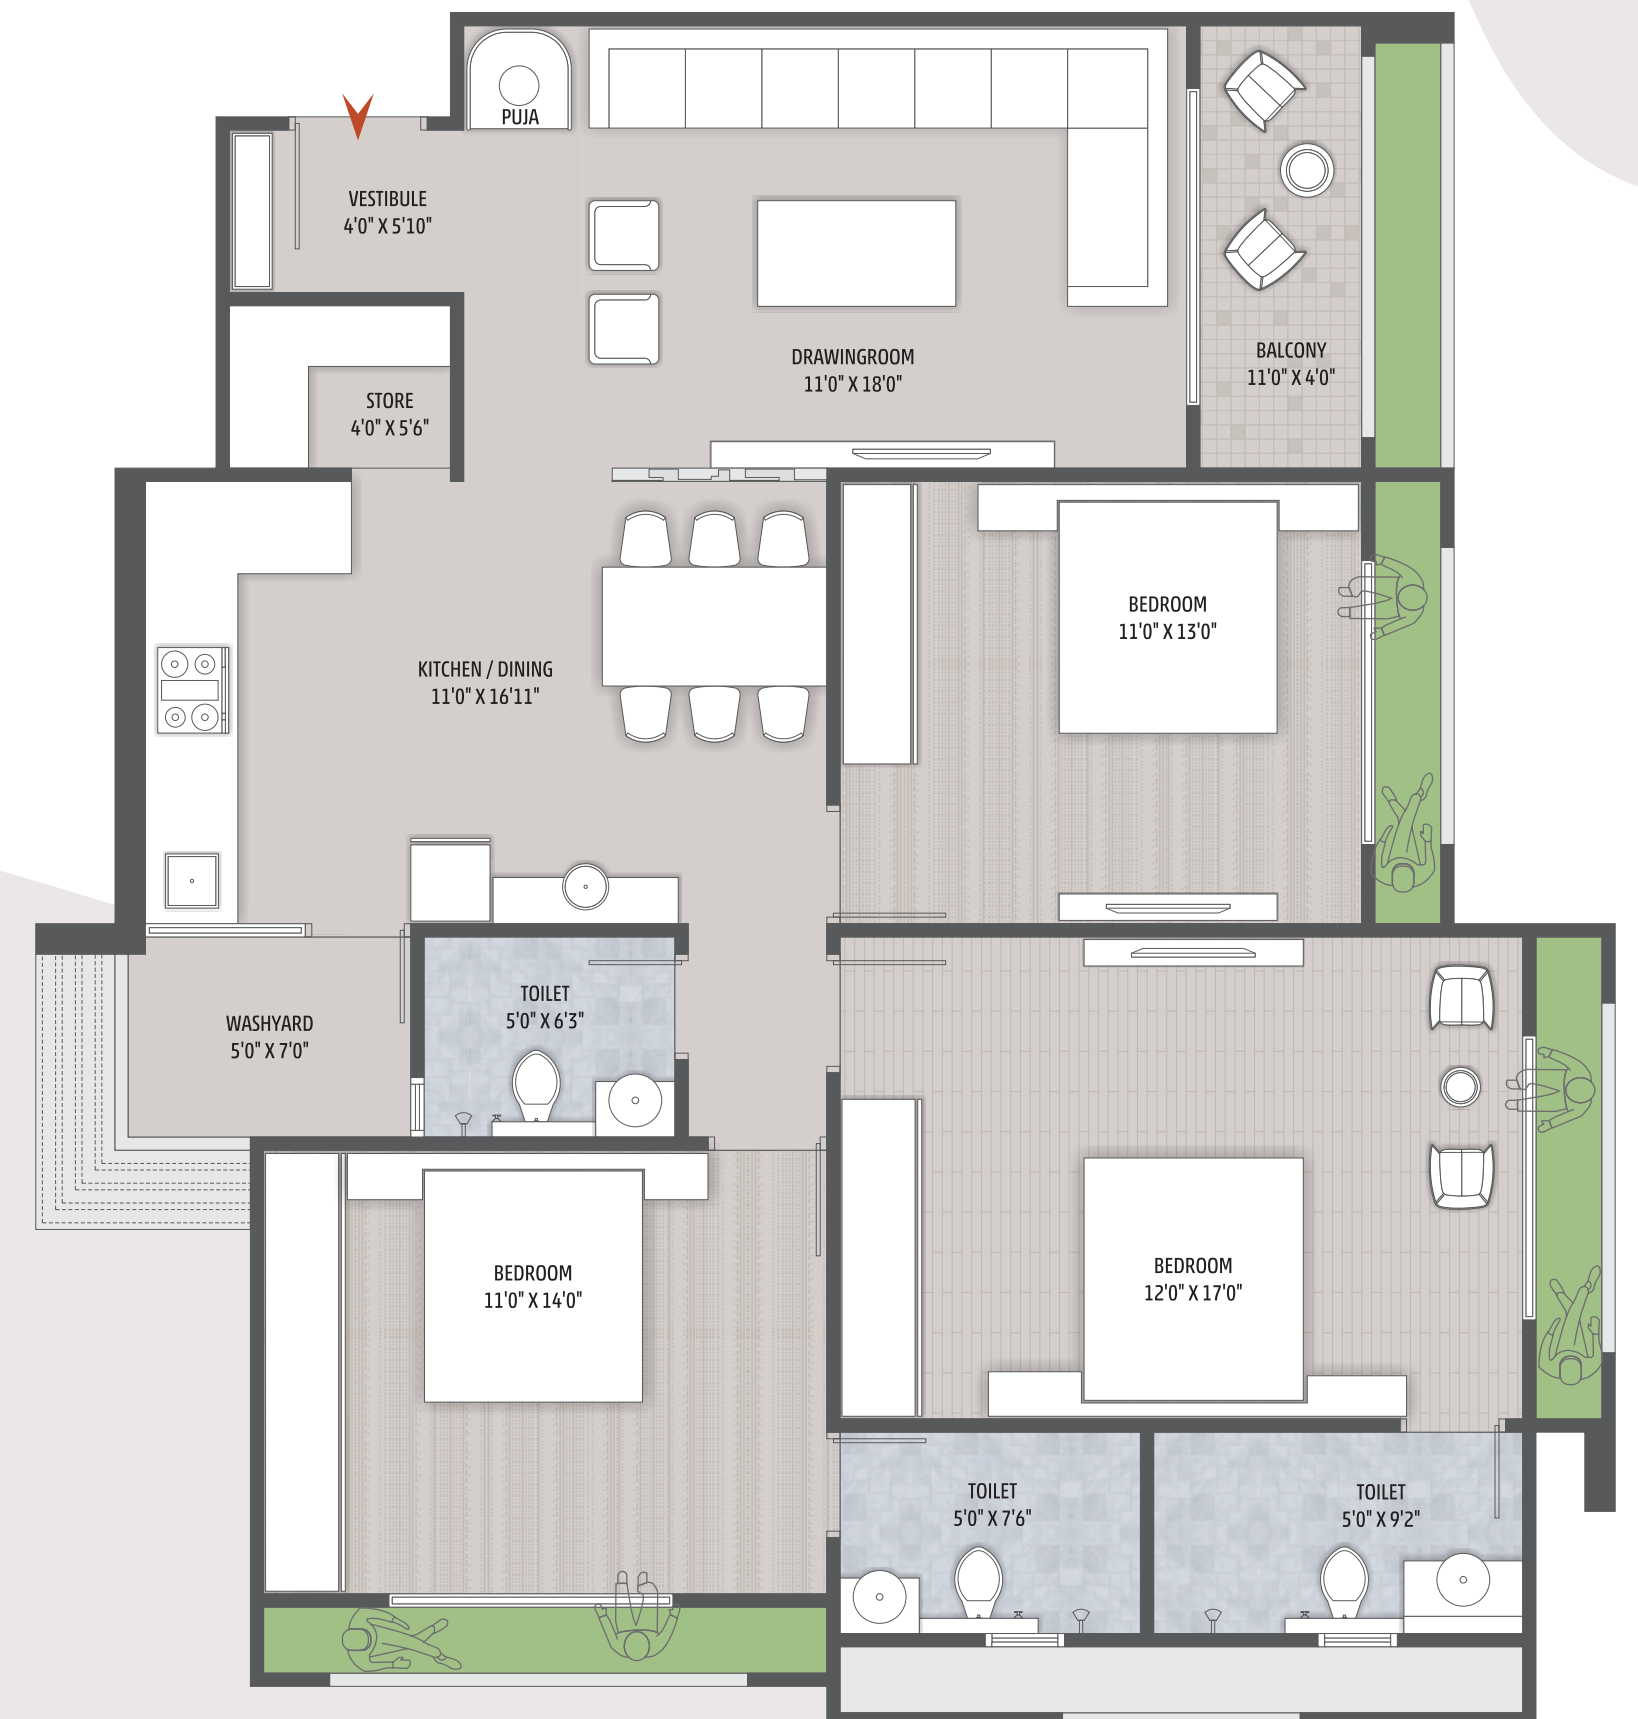 PUJA
VESTIBULE
4'0" X 5'10"
DRAWINGROOM
11'0" X 18'0"
BALCONY
11'0" X 4'0"
STORE
4'0" X 5'6"
BEDROOM
11'0" X 13'0"
KITCHEN / DINING
11'0" X 16'11"
TOILET
5'0" X 6'3"
WASHYARD
5'0" X 7'0"
BEDROOM
11'0" X 14'0"
BEDROOM
12'0" X 17'0"
TOILET
5'0" X 7'6"
TOILET
5'0" X 9'2"